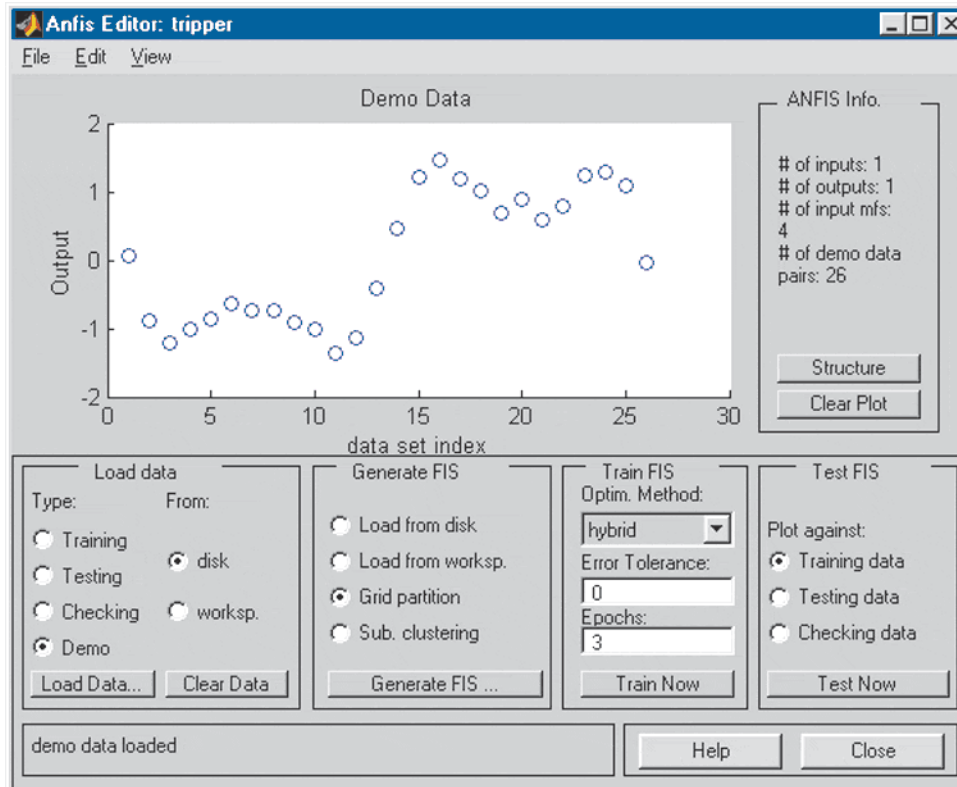 Anfis Editor: tripper
File Edit View
Demo Data
2
1
0
-1
-2
Output
0 5 10 15 20 25 30
data set index
ANFIS Info.
# of inputs: 1
# of outputs: 1
# of input mfs:
4
# of demo data
pairs: 26
Structure
Clear Plot
Load data
Type: From:
Training
disk
Testing
Checking
worksp.
Demo
Load Data... Clear Data
Generate FIS
Load from disk
Load from worksp.
Grid partition
Sub. clustering
Generate FIS ...
Train FIS
Optim. Method:
hybrid
Error Tolerance:
0
Epochs:
3
Train Now
Test FIS
Plot against:
Training data
Testing data
Checking data
Test Now
demo data loaded
Help Close